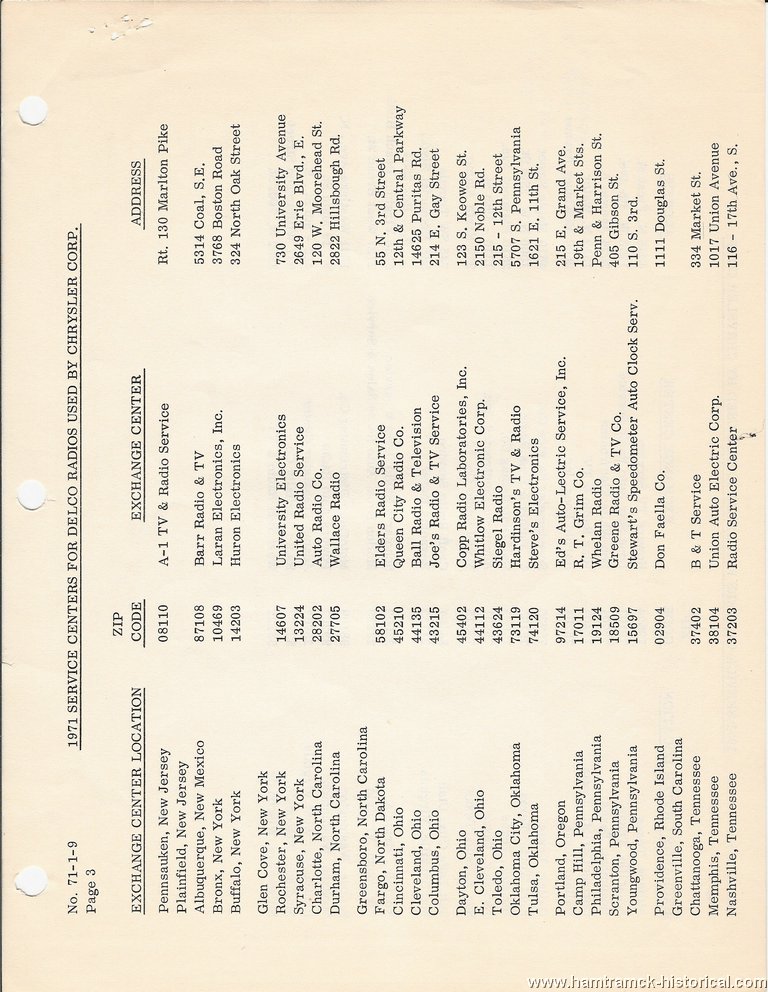 No. 71-1-9 1971 SERVICE CENTERS FOR DELCO RADIOS USED BY CHRYSLER CORP.
Page 3
ZIP
EXCHANGE CENTER LOCATION CODE EXCHANGE CENTER ADDRESS
Pennsauken, New Jersey 08110 A-1 TV & Radio Service Rt. 130 Marlton Pike
Plainfield, New Jersey
Albuquerque, New Mexico 87108 Barr Radio & TV 5314 Coal, S.E.
Bronx, New York 10469 Laran Electronics, Inc. 3768 Boston Road
Buffalo, New York 14203 Huron Electronics 324 North Oak Street
Glen Cove, New York
Rochester, New York 14607 University Electronics 730 University Avenue
Syracuse, New York 13224 United Radio Service 2649 Erie Blvd., E.
Charlotte, North Carolina 28202 Auto Radio Co. 120 W. Moorehead St.
Durham, North Carolina 27705 Wallace Radio 2822 Hillsbough Rd.
Greensboro, North Carolina
Fargo, North Dakota 58102 Elders Radio Service 55 N. 3rd Street
Cincinnati, Ohio 45210 Queen City Radio Co. 12th & Central Parkway
Cleveland, Ohio 44135 Ball Radio & Television 14625 Puritas Rd.
Columbus, Ohio 43215 Joe's Radio & TV Service 214 E. Gay Street
Dayton, Ohio 45402 Copp Radio Laboratories, Inc. 123 S. Keowee St.
E. Cleveland, Ohio 44112 Whitlow Electronic Corp. 2150 Noble Rd.
Toledo, Ohio 43624 Siegel Radio 215 - 12th Street
Oklahoma City, Oklahoma 73119 Hardinson's TV & Radio 5707 S. Pennsylvania
Tulsa, Oklahoma 74120 Steve's Electronics 1621 E. 11th St.
Portland, Oregon 97214 Ed's Auto-Lectric Service, Inc. 215 E. Grand Ave.
Camp Hill, Pennsylvania 17011 R. T. Grim Co. 19th & Market Sts.
Philadelphia, Pennsylvania 19124 Whelan Radio Penn & Harrison St.
Scranton, Pennsylvania 18509 Greene Radio & TV Co. 405 Gibson St.
Youngwood, Pennsylvania 15697 Stewart's Speedometer Auto Clock Serv. 110 S. 3rd.
Providence, Rhode Island 02904 Don Faella Co. 1111 Douglas St.
Greenville, South Carolina
Chattanooga, Tennessee 37402 B & T Service 334 Market St.
Memphis, Tennessee 38104 Union Auto Electric Corp. 1017 Union Avenue
Nashville, Tennessee 37203 Radio Service Center 116 - 17th Ave., S.
www.hamtramck-historical.com